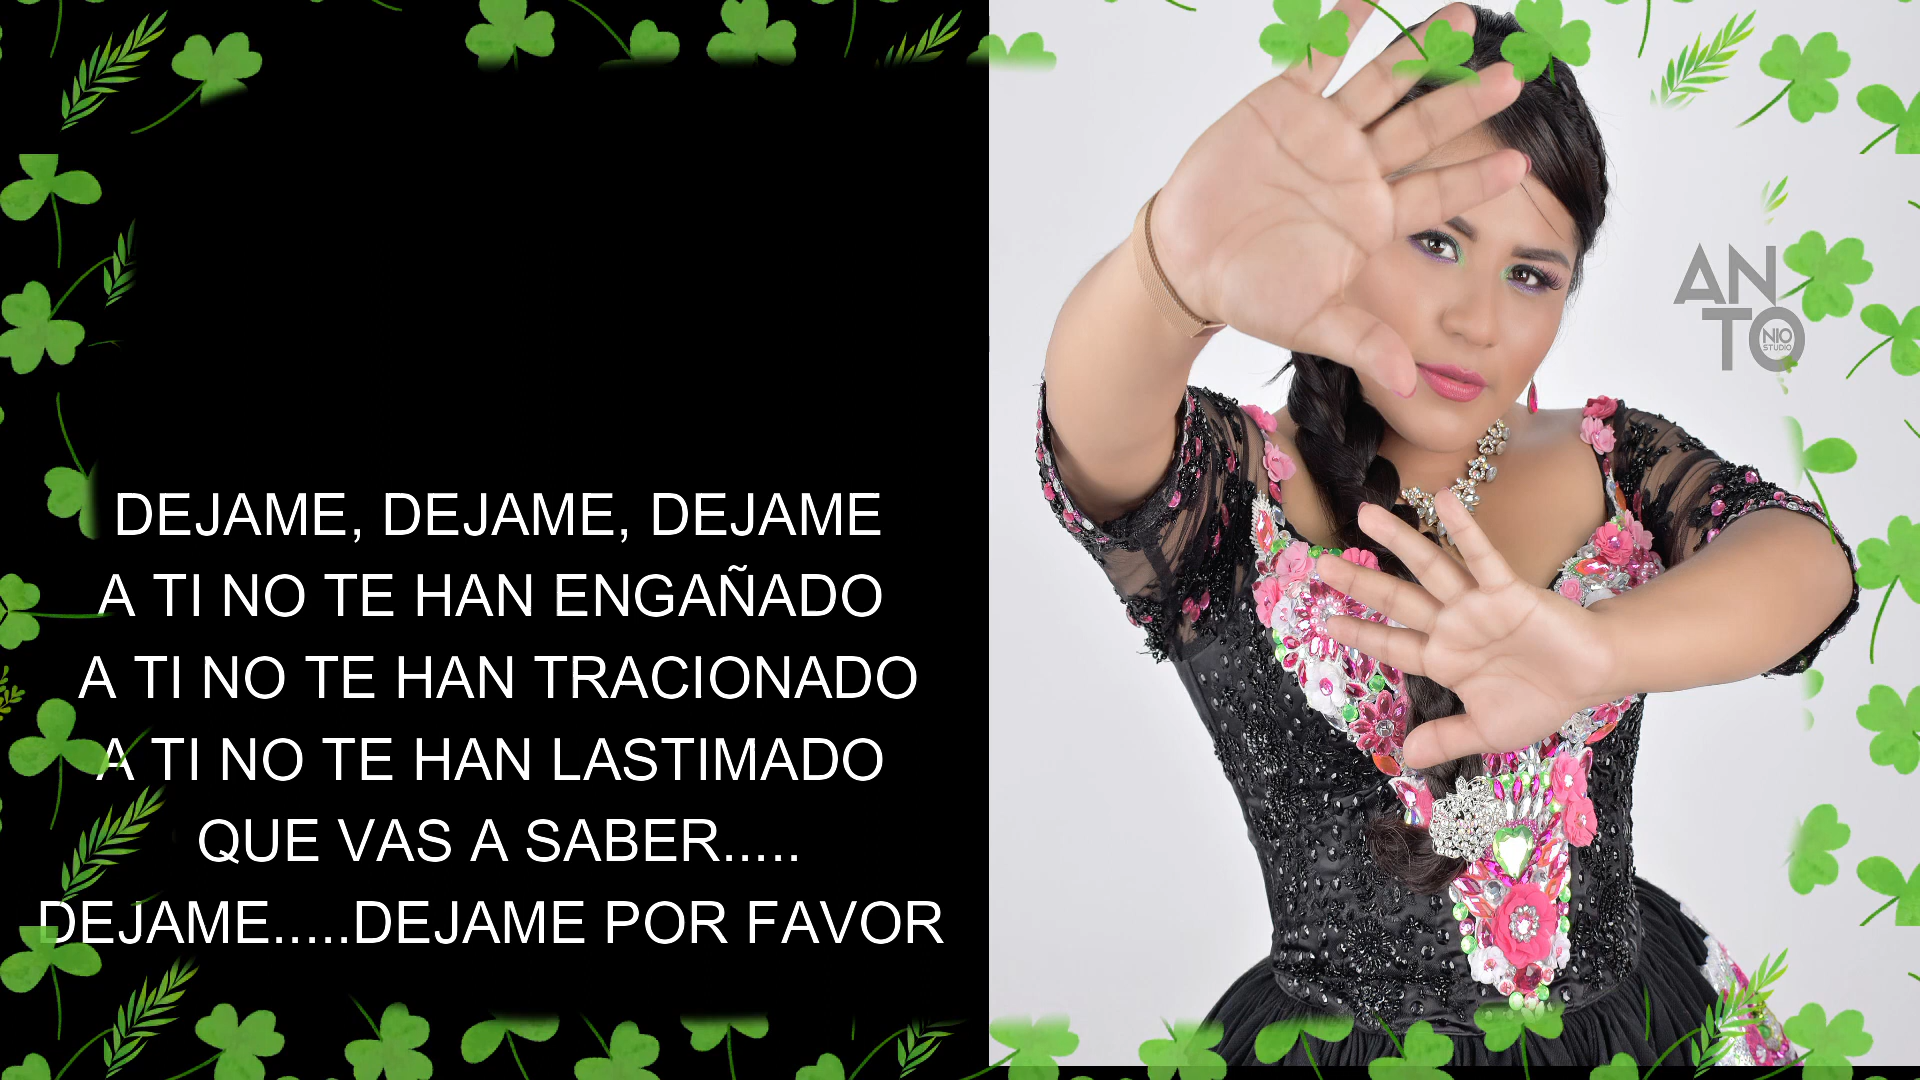 DEJAME, DEJAME, DEJAME
A TI NO TE HAN ENGAÑADO
A TI NO TE HAN TRACIONADO
A TI NO TE HAN LASTIMADO
QUE VAS A SABER.....
DEJAME.....DEJAME POR FAVOR
AN
TO
NIO
STUDIO